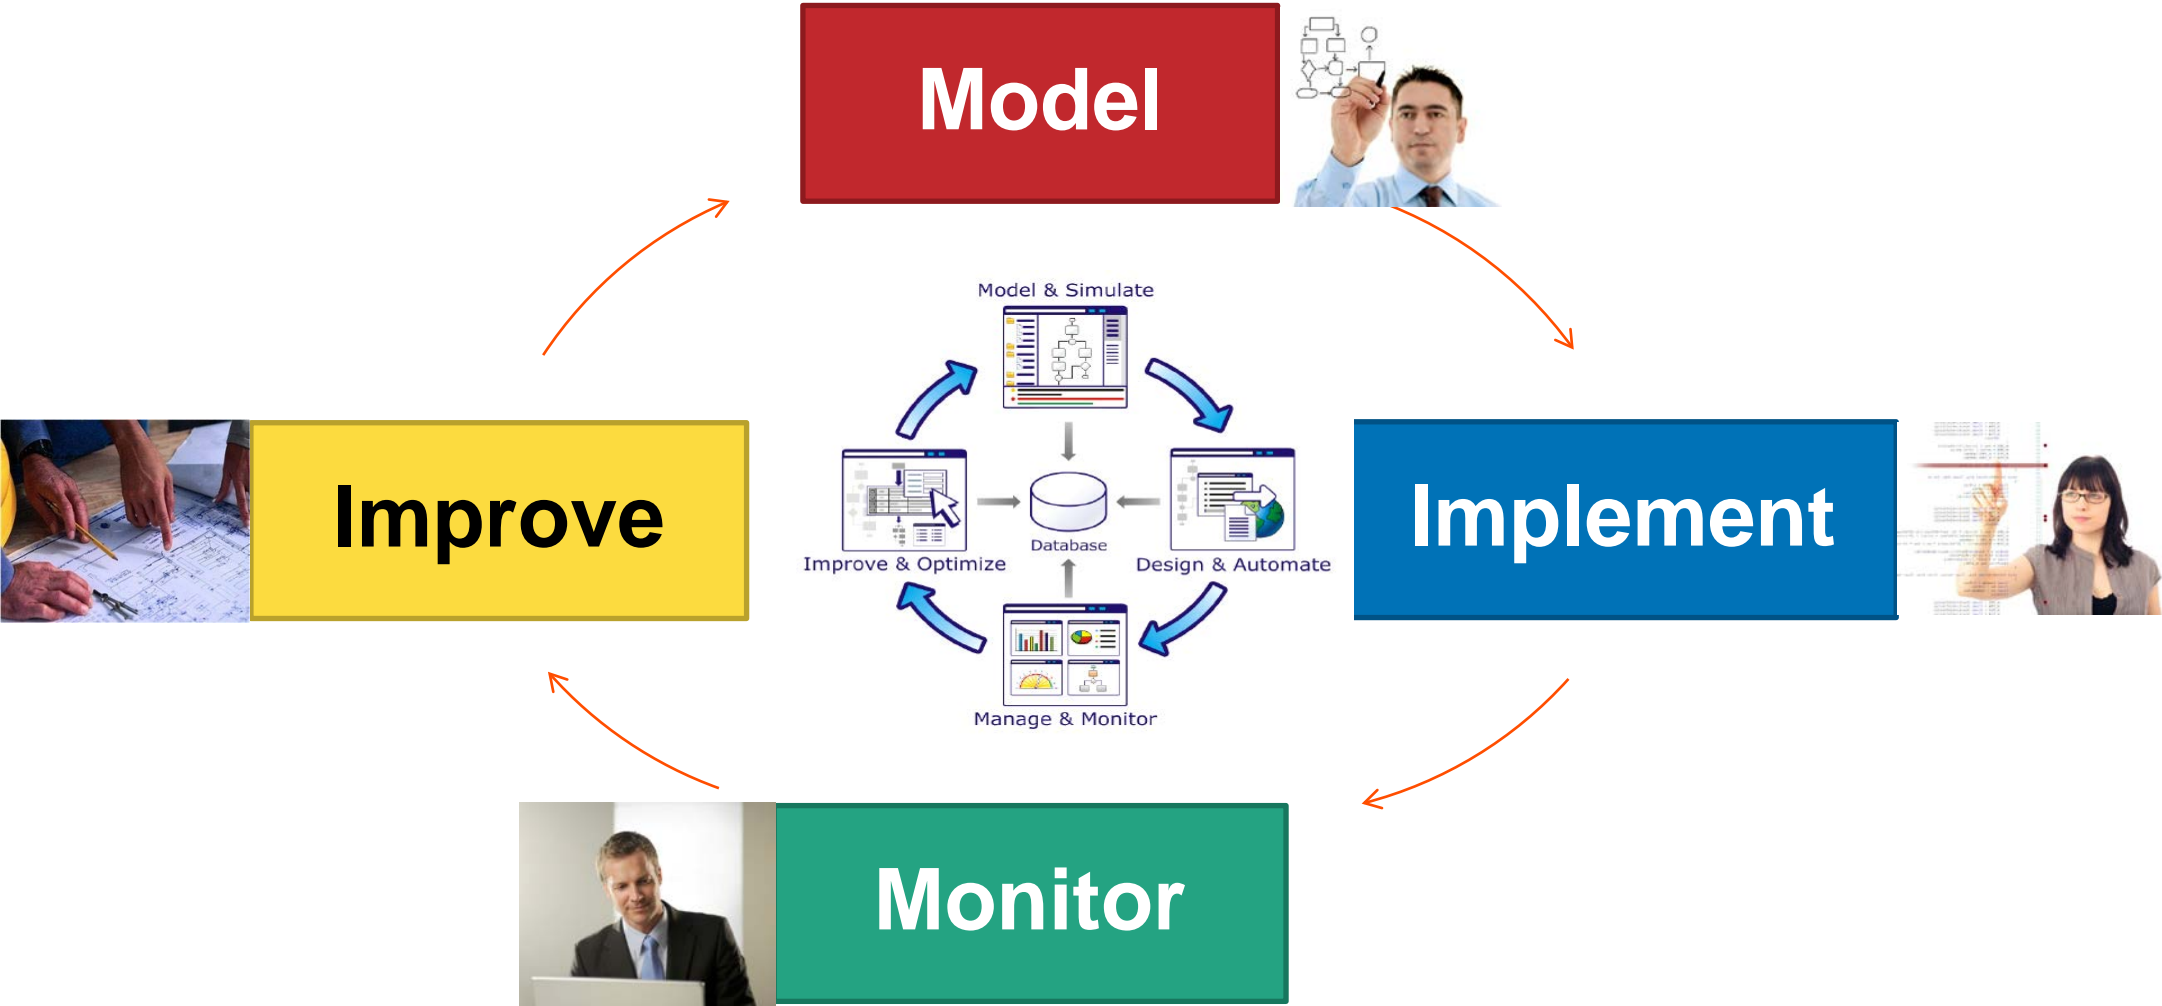 Model
Model & Simulate
Improve
Implement
Database
Improve & Optimize
Design & Automate
Manage & Monitor
Monitor